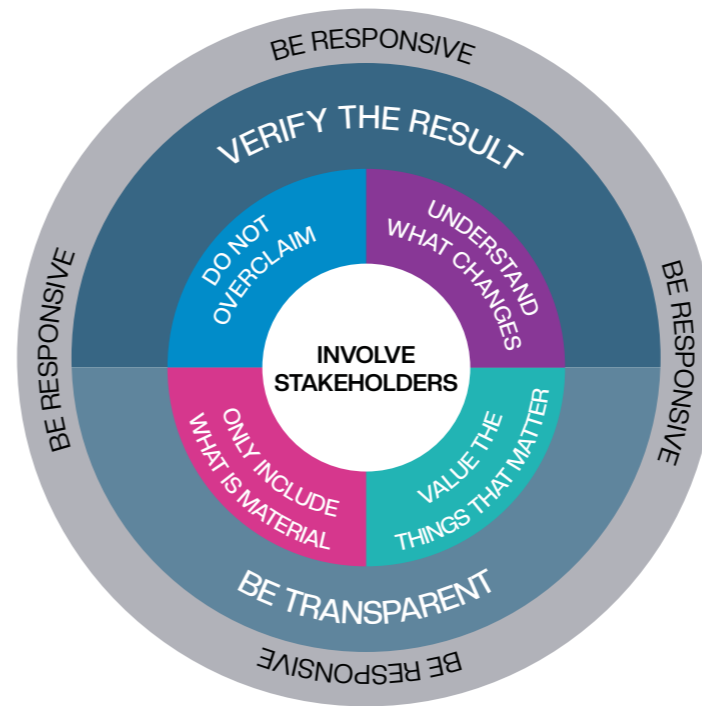 BE RESPONSIVE
VERIFY THE RESULT
DO NOT
OVERCLAIM
UNDERSTAND
WHAT CHANGES
BE RESPONSIVE
INVOLVE
STAKEHOLDERS
BE RESPONSIVE
ONLY INCLUDE
WHAT IS MATERIAL
VALUE THE
THINGS THAT MATTER
BE TRANSPARENT
BE RESPONSIVE